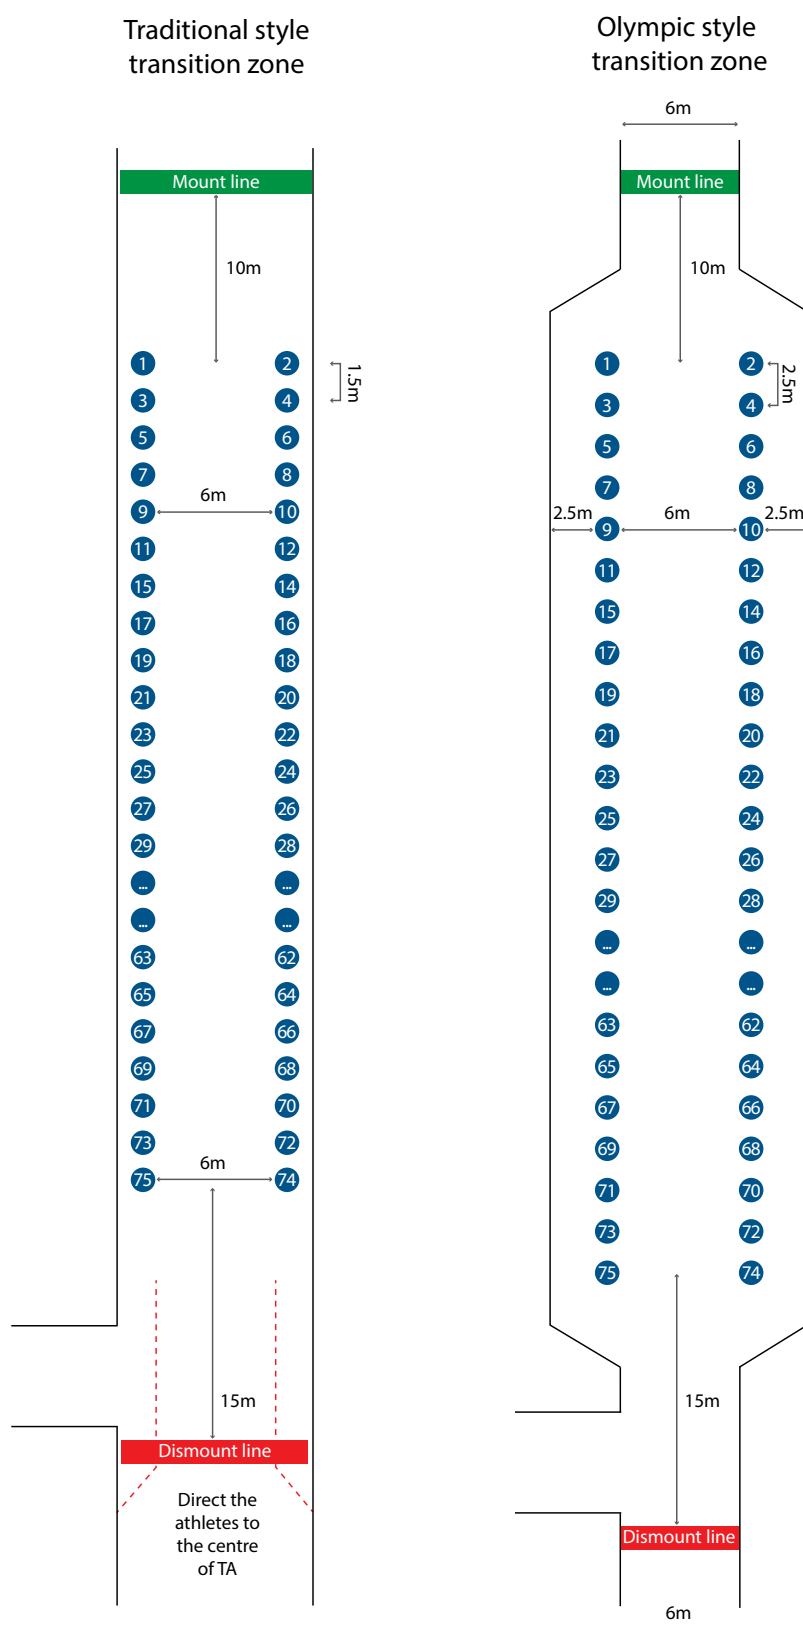 Traditional style
transition zone
Mount line
10m
1 2
1.5m
3 4
5 6
7 8
6m
9 10
11 12
15 14
17 16
19 18
21 20
23 22
25 24
27 26
29 28
... ...
... ...
63 62
65 64
67 66
69 68
71 70
73 72
6m
75 74
15m
Dismount line
Direct the
athletes to
the centre
of TA
Olympic style
transition zone
6m
Mount line
10m
1 2
2.5m
3 4
5 6
7 8
2.5m 6m 2.5m
9 10
11 12
15 14
17 16
19 18
21 20
23 22
25 24
27 26
29 28
... ...
... ...
63 62
65 64
67 66
69 68
71 70
73 72
75 74
15m
Dismount line
6m